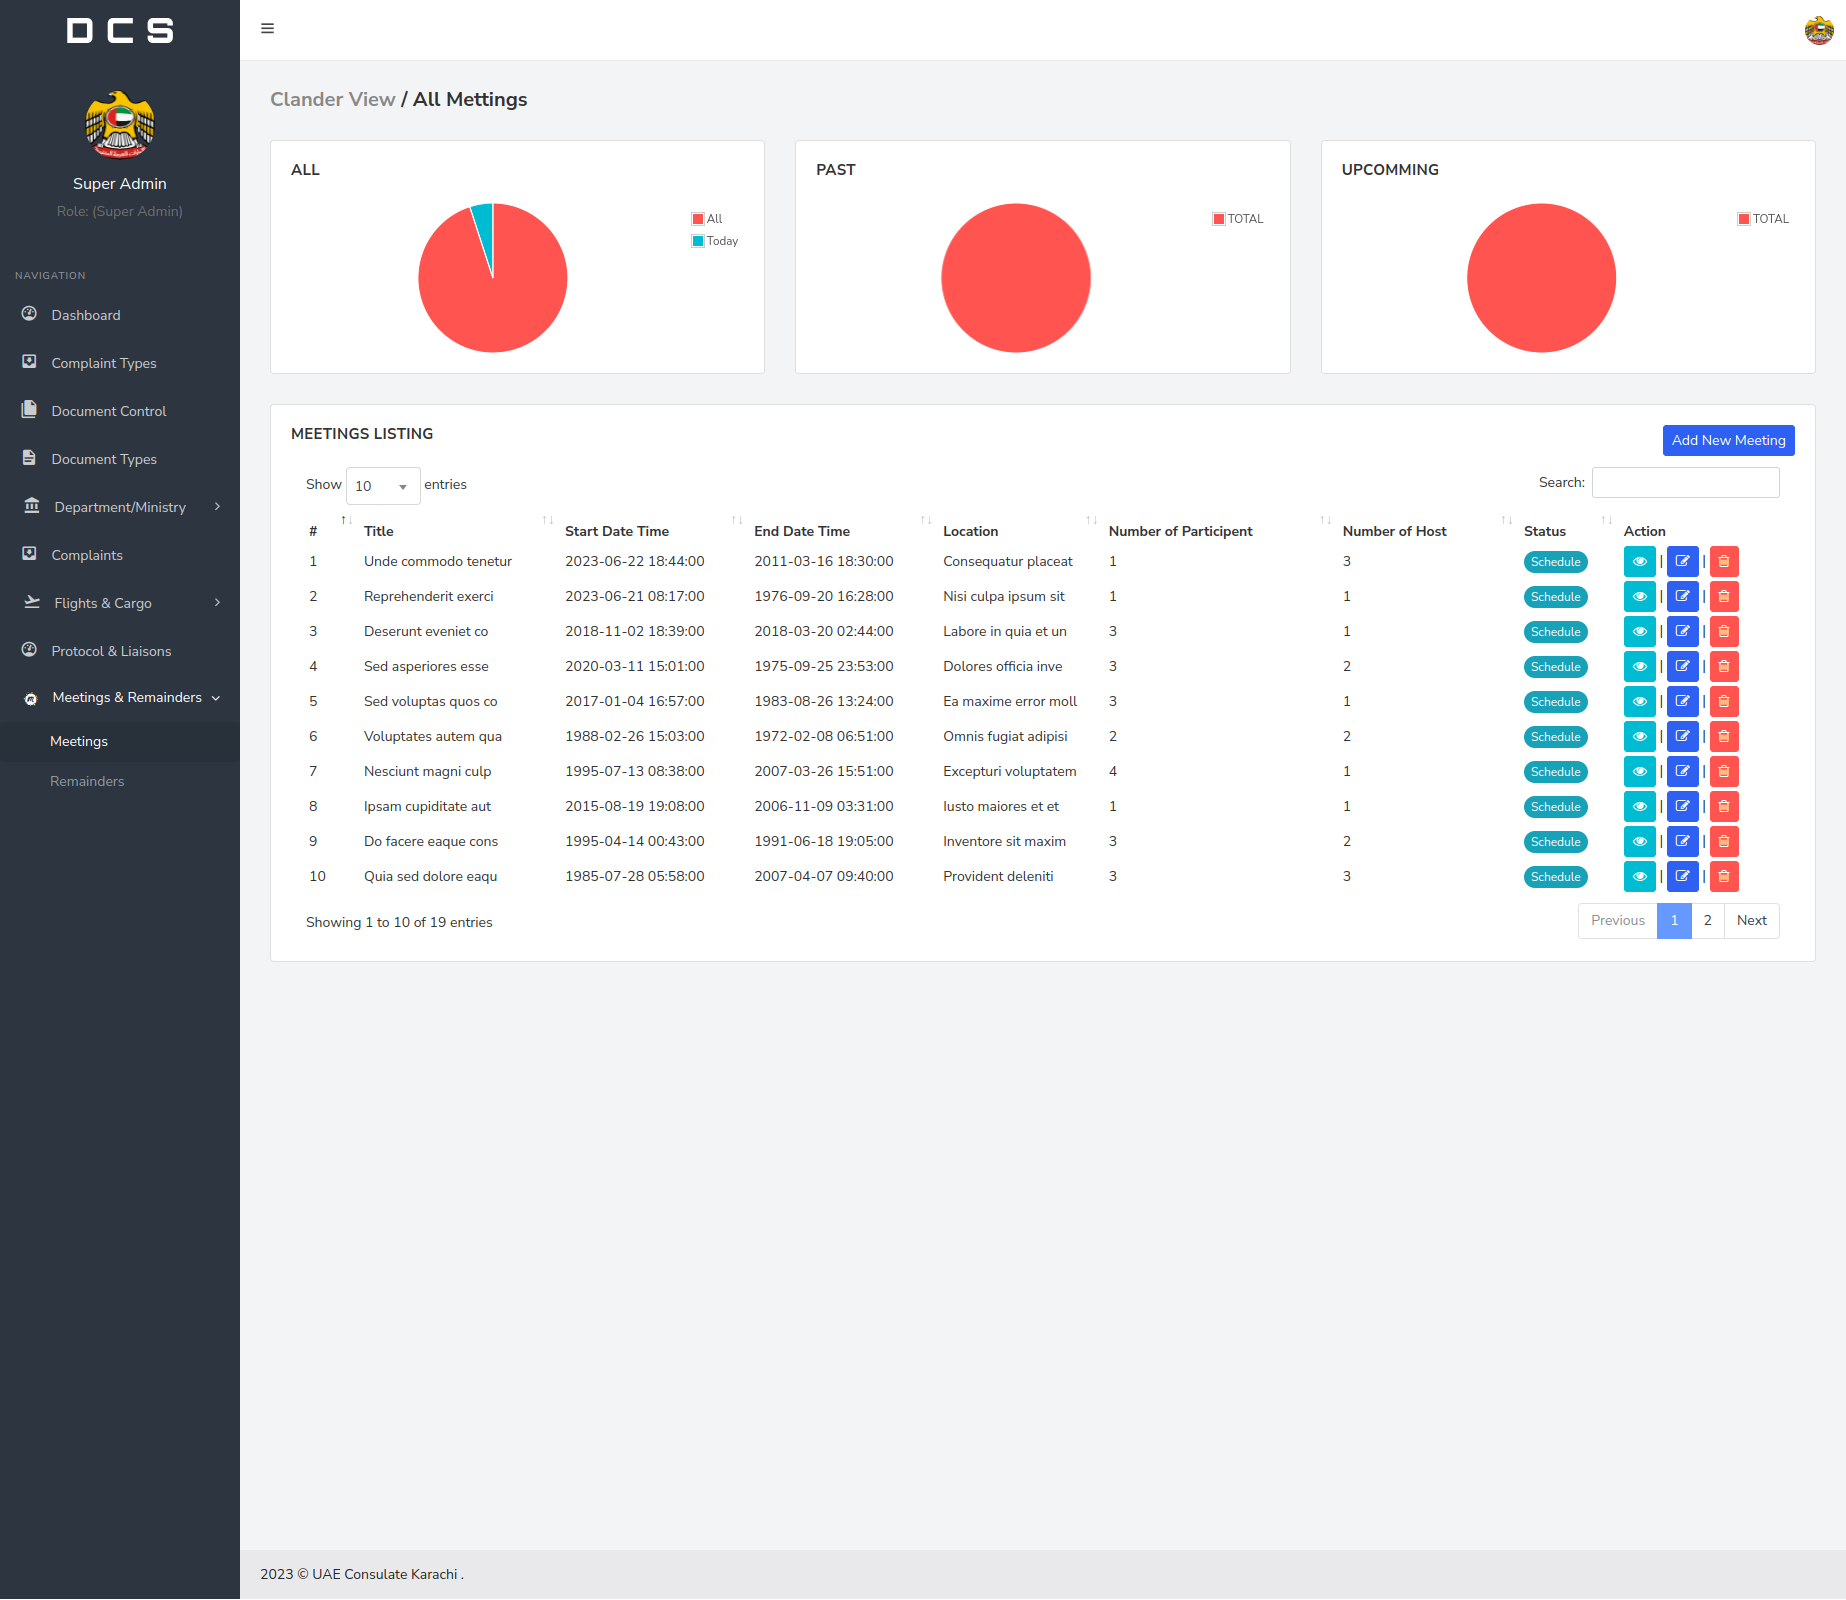 DCS
Super Admin
Role: (Super Admin)
NAVIGATION
Dashboard
Complaint Types
Document Control
Document Types
Department/Ministry
Complaints
Flights & Cargo
Protocol & Liaisons
Meetings & Remainders
Meetings
Remainders
Clander View / All Mettings
ALL
All
Today
PAST
TOTAL
UPCOMMING
TOTAL
MEETINGS LISTING
Add New Meeting
Show 10 entries
Search:
# Title Start Date Time End Date Time Location Number of Participent Number of Host Status Action
1 Unde commodo tenetur 2023-06-22 18:44:00 2011-03-16 18:30:00 Consequatur placeat 1 3 Schedule | |
2 Reprehenderit exerci 2023-06-21 08:17:00 1976-09-20 16:28:00 Nisi culpa ipsum sit 1 1 Schedule | |
3 Deserunt eveniet co 2018-11-02 18:39:00 2018-03-20 02:44:00 Labore in quia et un 3 1 Schedule | |
4 Sed asperiores esse 2020-03-11 15:01:00 1975-09-25 23:53:00 Dolores officia inve 3 2 Schedule | |
5 Sed voluptas quos co 2017-01-04 16:57:00 1983-08-26 13:24:00 Ea maxime error moll 3 1 Schedule | |
6 Voluptates autem qua 1988-02-26 15:03:00 1972-02-08 06:51:00 Omnis fugiat adipisi 2 2 Schedule | |
7 Nesciunt magni culp 1995-07-13 08:38:00 2007-03-26 15:51:00 Excepturi voluptatem 4 1 Schedule | |
8 Ipsam cupiditate aut 2015-08-19 19:08:00 2006-11-09 03:31:00 Iusto maiores et et 1 1 Schedule | |
9 Do facere eaque cons 1995-04-14 00:43:00 1991-06-18 19:05:00 Inventore sit maxim 3 2 Schedule | |
10 Quia sed dolore eaqu 1985-07-28 05:58:00 2007-04-07 09:40:00 Provident deleniti 3 3 Schedule | |
Showing 1 to 10 of 19 entries
Previous 1 2 Next
2023 © UAE Consulate Karachi .